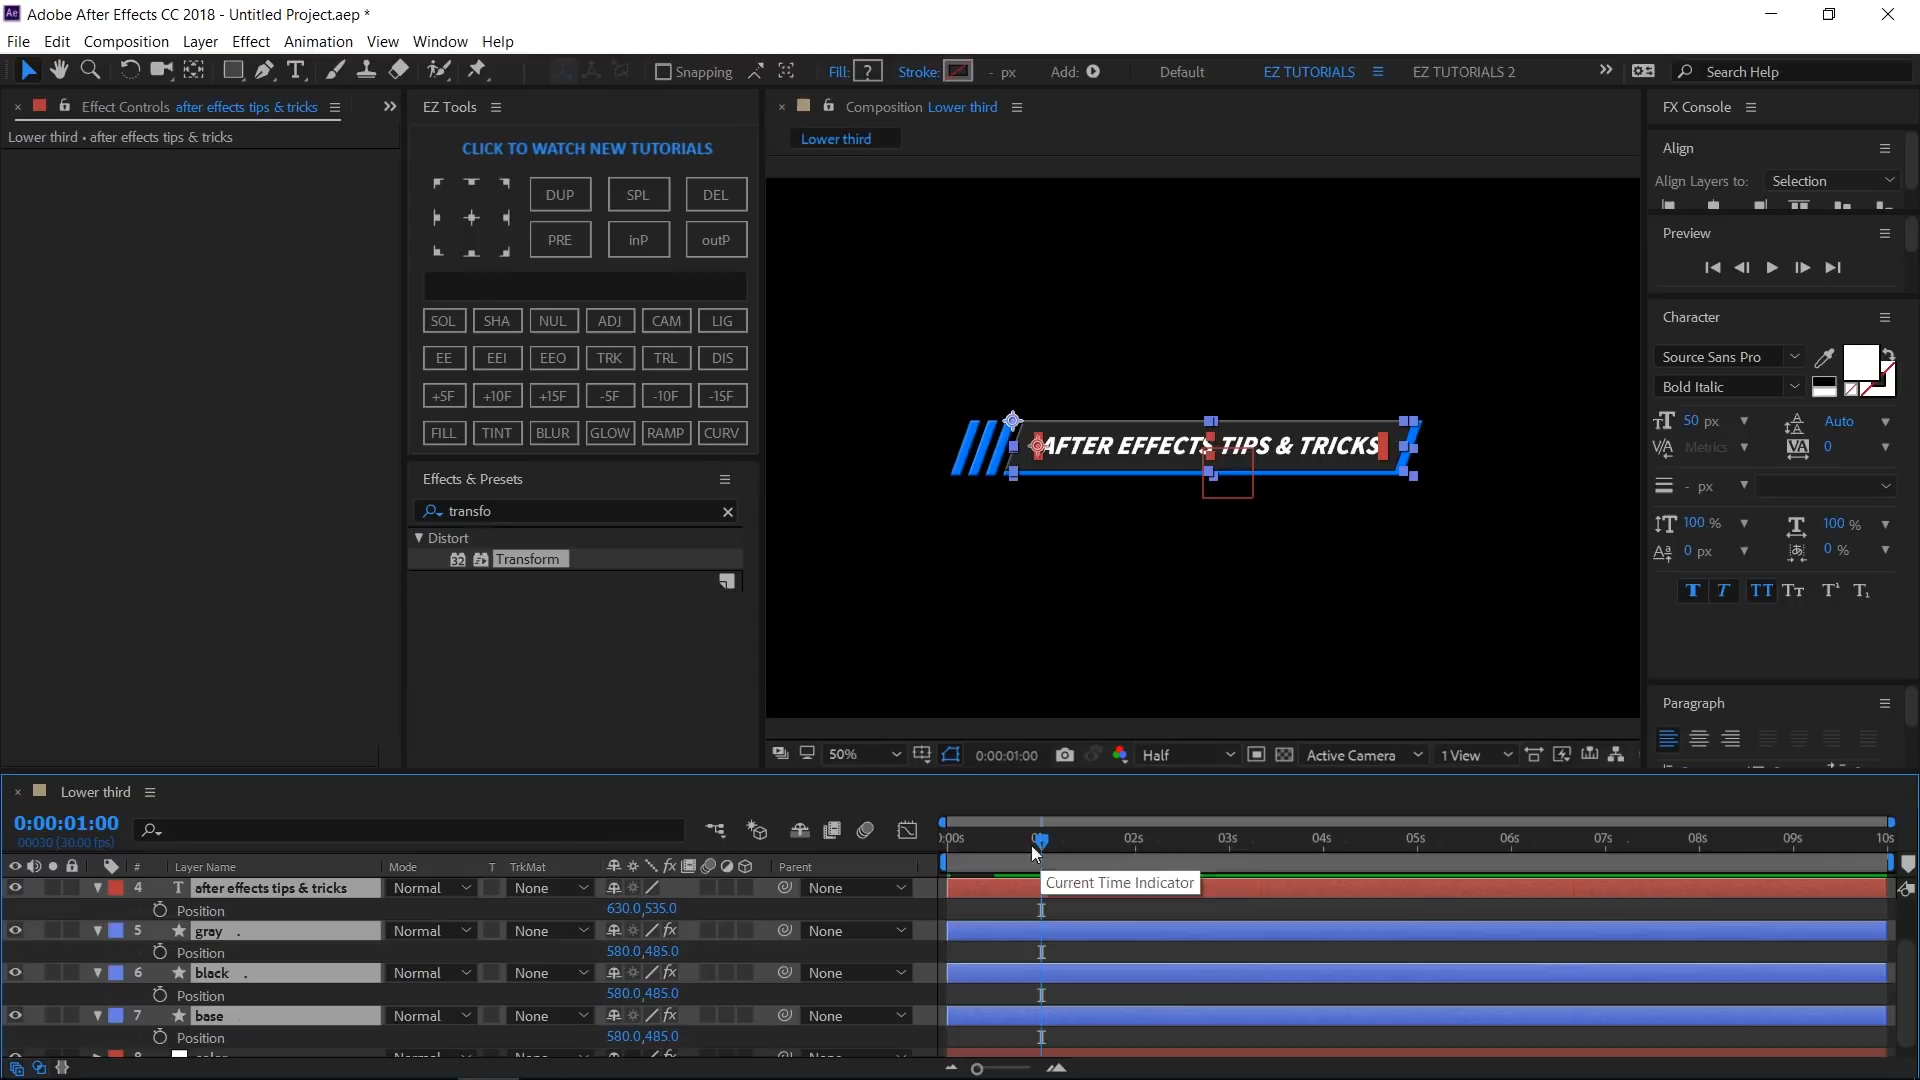 Adobe After Effects CC 2018 - Untitled Project.aep *
File Edit Composition Layer Effect Animation View Window Help
Snapping Fill: ? Stroke: - px Add: Default EZ TUTORIALS EZ TUTORIALS 2 Search Help
Effect Controls after effects tips & tricks
Lower third • after effects tips & tricks
EZ Tools
CLICK TO WATCH NEW TUTORIALS
DUP SPL DEL
PRE inP outP
SOL SHA NUL ADJ CAM LIG
EE EEI EEO TRK TRL DIS
+5F +10F +15F -5F -10F -15F
FILL TINT BLUR GLOW RAMP CURV
Effects & Presets
transfo
Distort
32 Transform
Composition Lower third
Lower third
AFTER EFFECTS TIPS & TRICKS
50% 0:00:01:00 Half Active Camera 1 View
FX Console
Align
Align Layers to: Selection
Preview
Character
Source Sans Pro
Bold Italic
50 px Auto
Metrics 0
- px
100 % 100 %
0 px 0 %
Paragraph
Lower third
0:00:01:00
00030 (30.00 fps)
):00s 02s 03s 04s 05s 06s 07s 08s 09s 10s
# Layer Name Mode T TrkMat Parent
Current Time Indicator
4 T after effects tips & tricks Normal None None
Position 630.0,535.0
5 gray . Normal None None
Position 580.0,485.0
6 black . Normal None None
Position 580.0,485.0
7 base Normal None None
Position 580.0,485.0